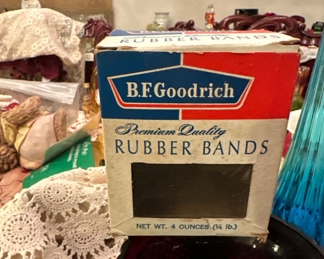 RUBBER BANDS
B.F.Goodrich
Premium Quality
RUBBER BANDS
NET WT. 4 OUNCES (¼ lb.)